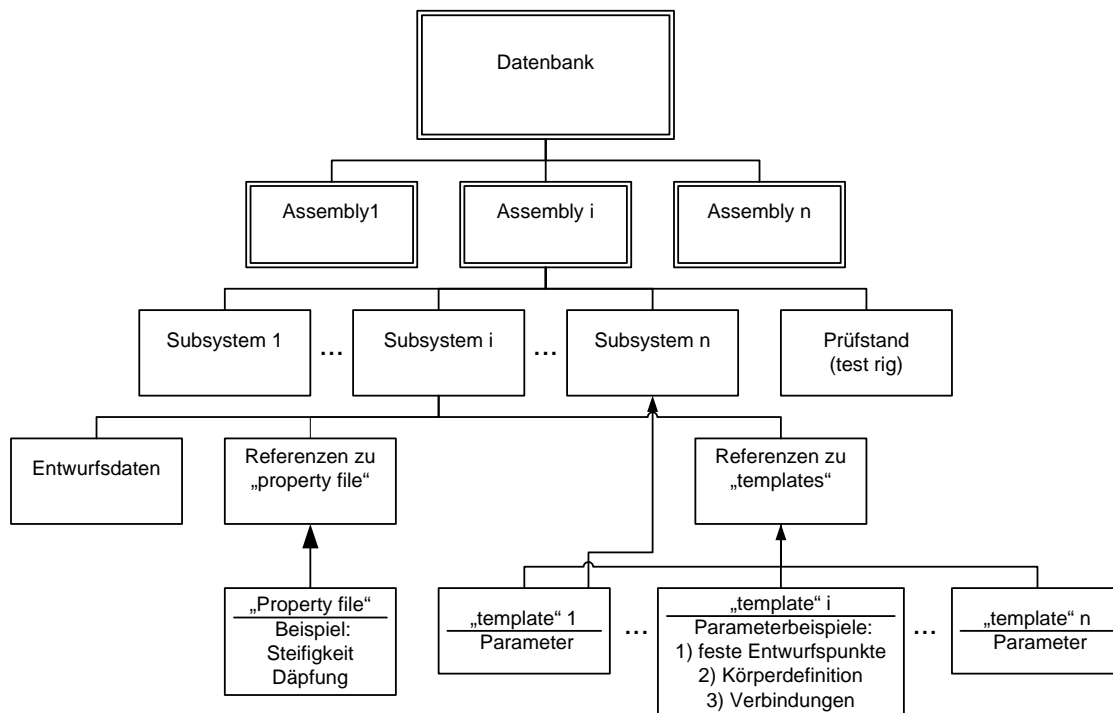 Datenbank
Assembly1
Assembly i
Assembly n
Subsystem 1
...
Subsystem i
...
Subsystem n
Prüfstand
(test rig)
Entwurfsdaten
Referenzen zu
„property file“
Referenzen zu
„templates“
„Property file“
Beispiel:
Steifigkeit
Däpfung
„template“ 1
Parameter
...
„template“ i
Parameterbeispiele:
1) feste Entwurfspunkte
2) Körperdefinition
3) Verbindungen
...
„template“ n
Parameter